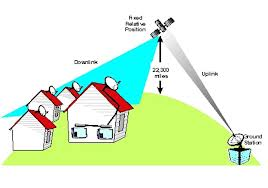 Fixed
Relative
Position
Downlink
22,300
miles
Uplink
Ground
Station